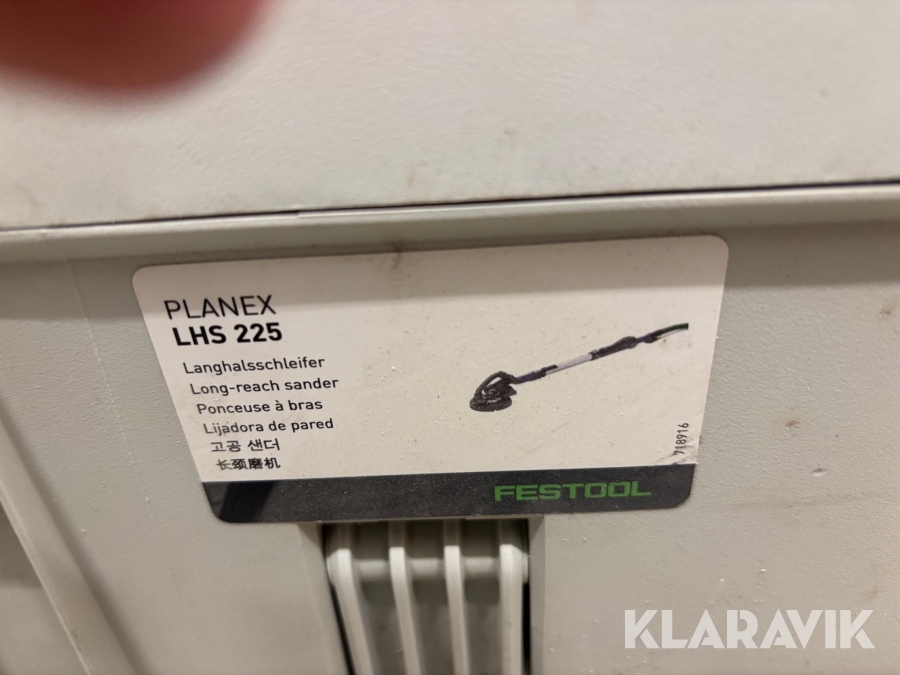 PLANEX
LHS 225
Langhalsschleifer
Long-reach sander
Ponceuse à bras
Lijadora de pared
고공 샌더
长颈磨机
718916
FESTOOL
KLARAVIK